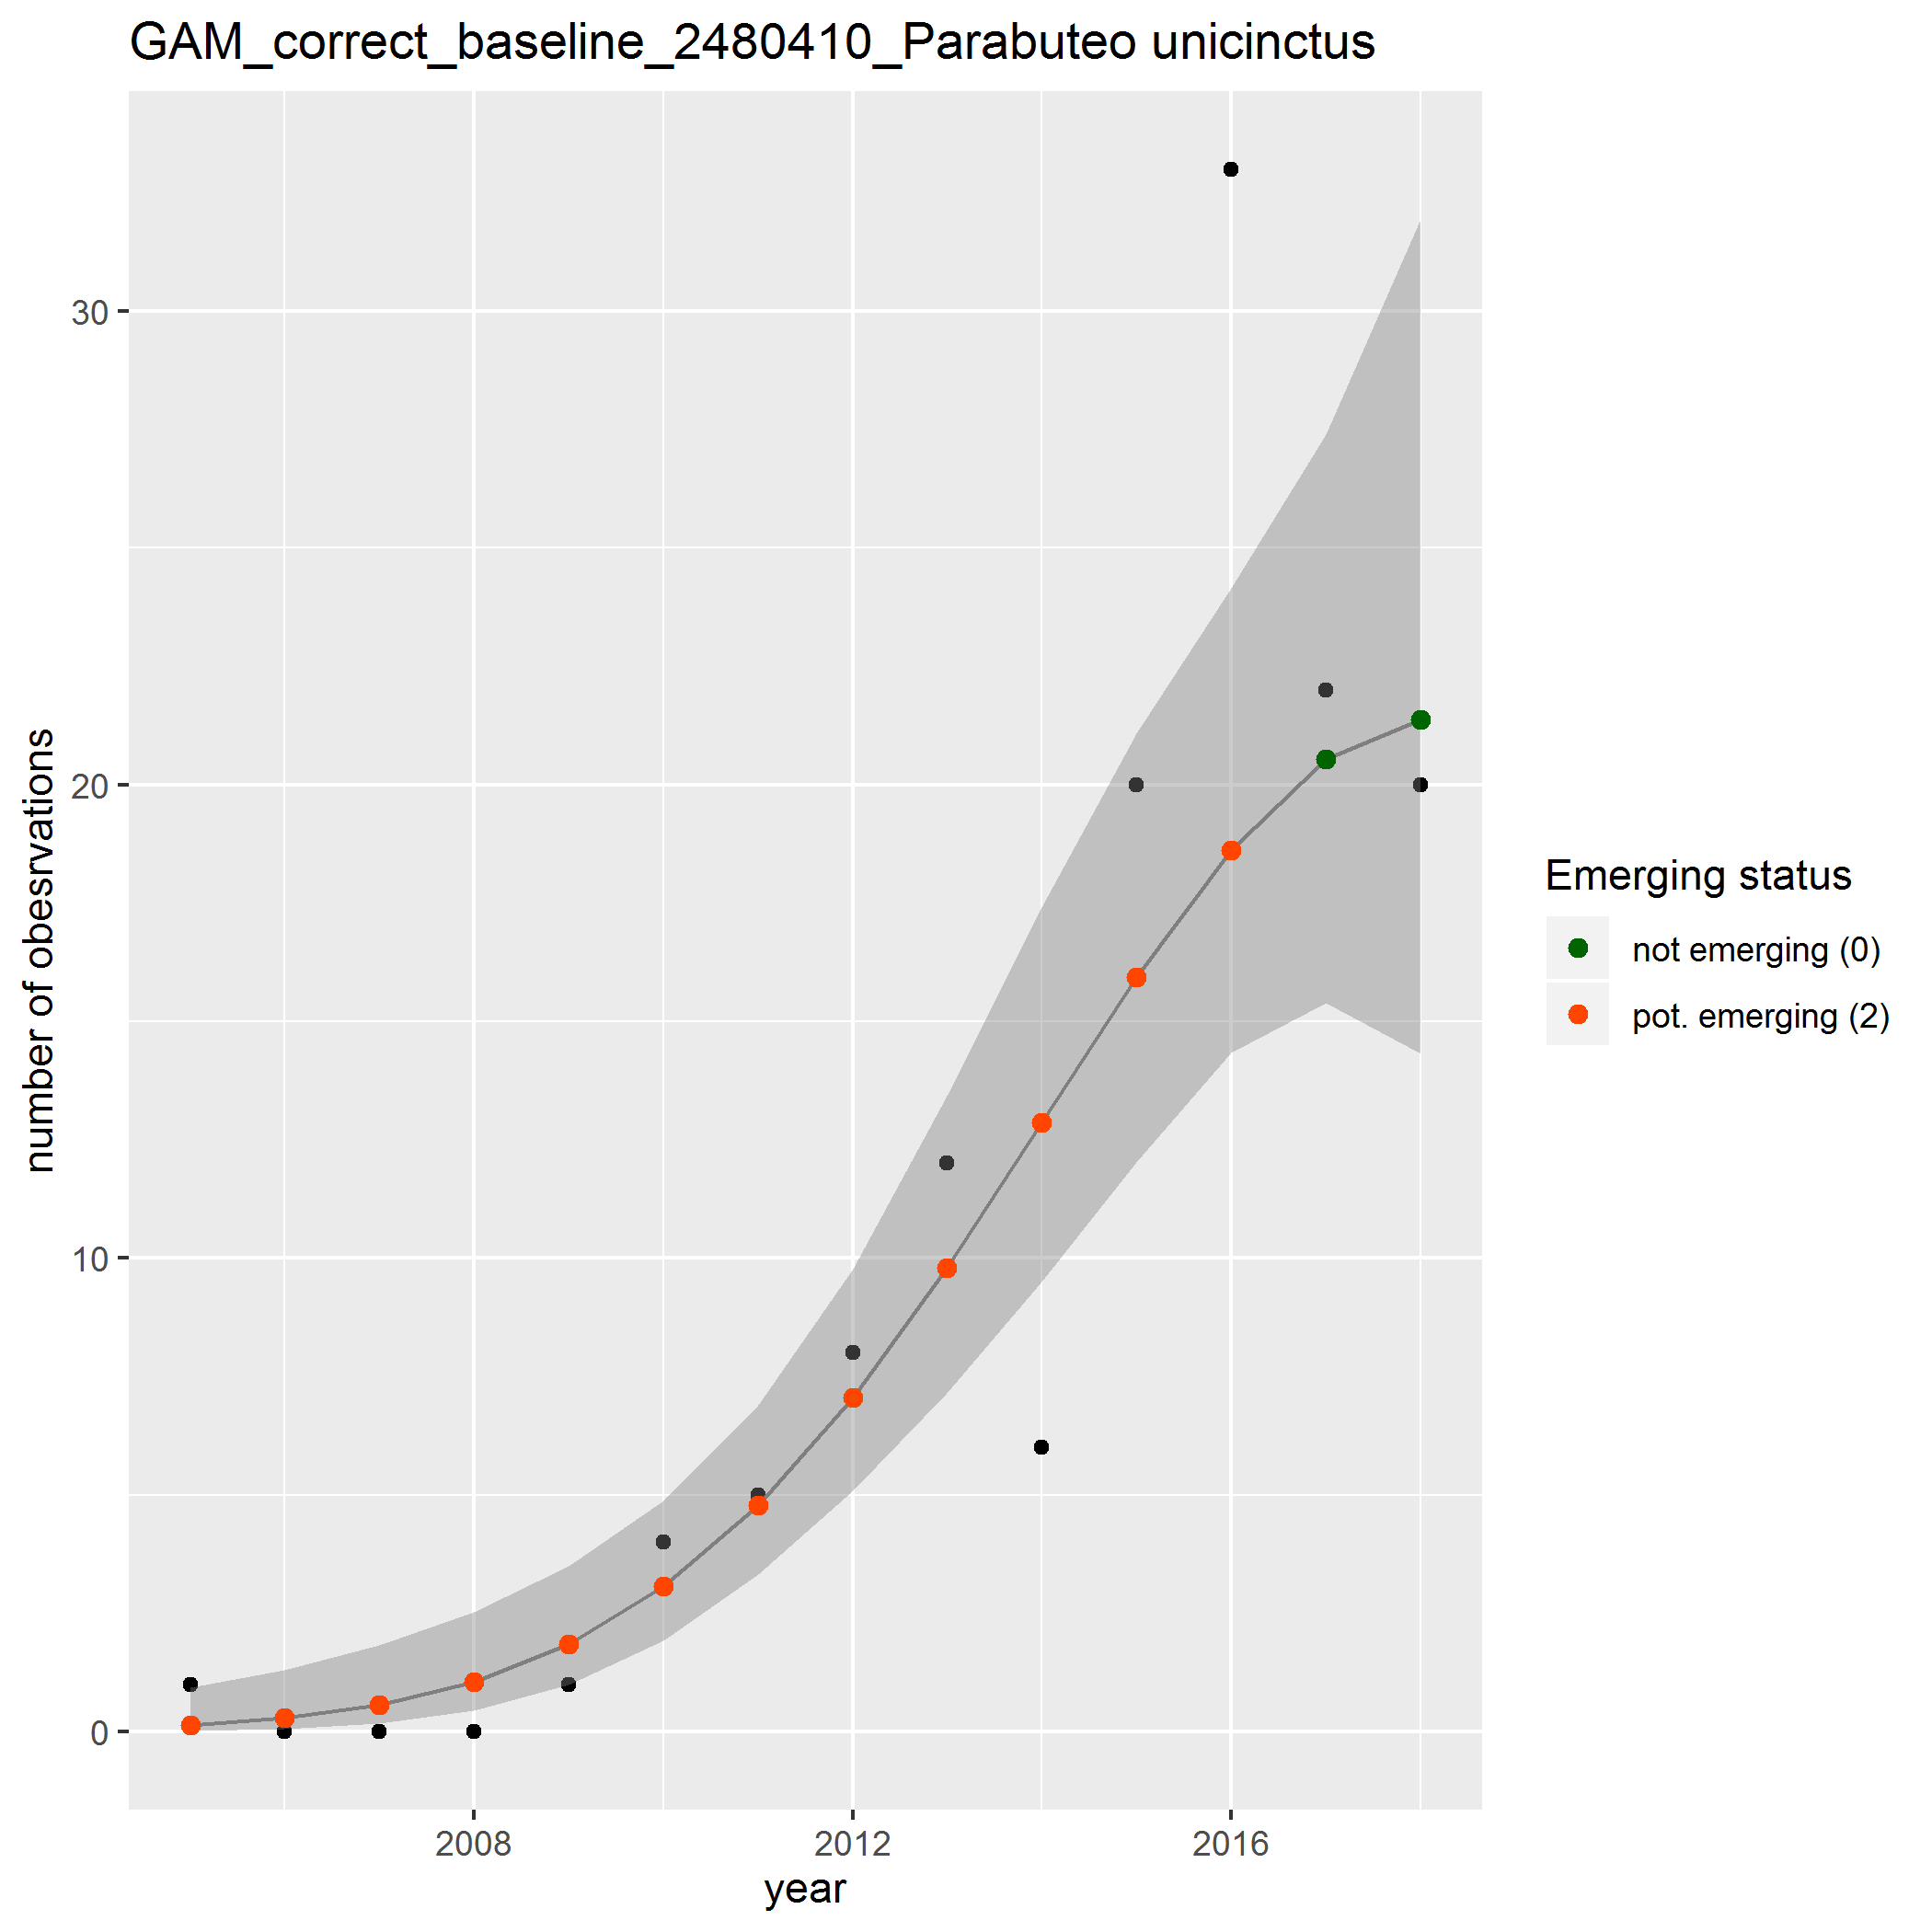 GAM_correct_baseline_2480410_Parabuteo unicinctus
30
20
10
0
number of obesrvations
2008
2012
2016
year
Emerging status
not emerging (0)
pot. emerging (2)